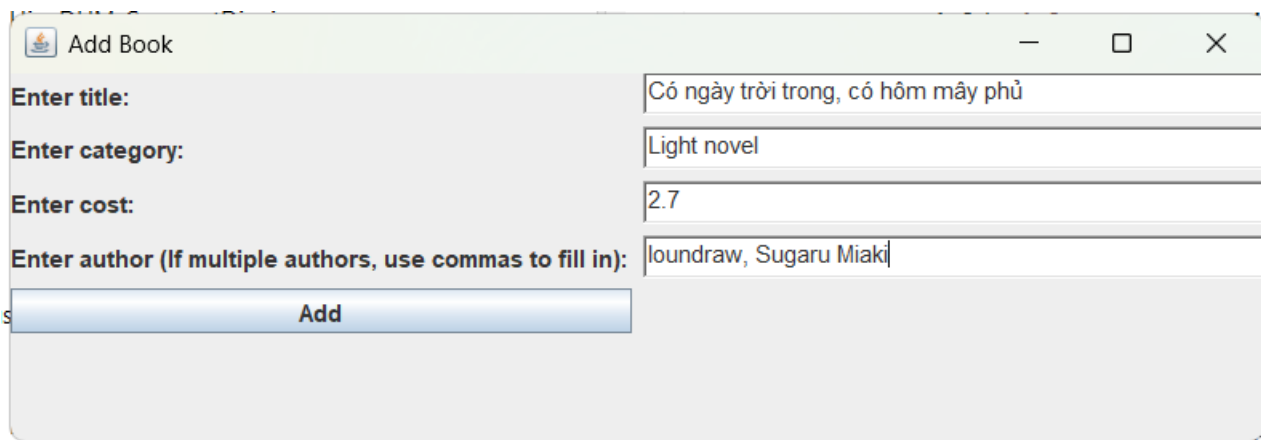 Add Book
Enter title: Có ngày trời trong, có hôm mây phủ
Enter category: Light novel
Enter cost: 2.7
Enter author (If multiple authors, use commas to fill in): loundraw, Sugaru Miaki
Add